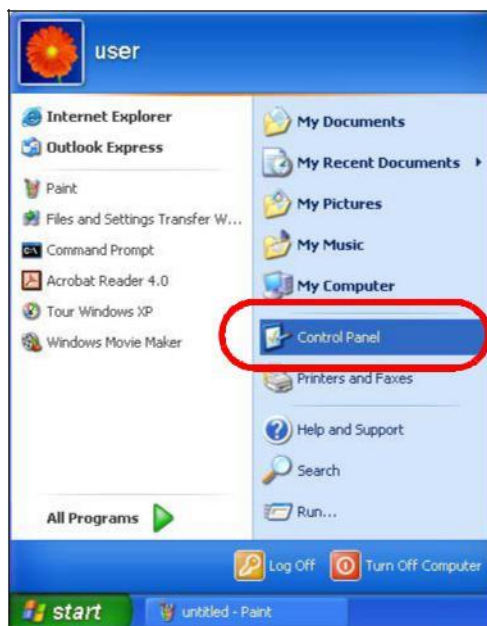 user
Internet Explorer
Outlook Express
Paint
Files and Settings Transfer W...
Command Prompt
Acrobat Reader 4.0
Tour Windows XP
Windows Movie Maker
All Programs
My Documents
My Recent Documents
My Pictures
My Music
My Computer
Control Panel
Printers and Faxes
Help and Support
Search
Run...
Log Off
Turn Off Computer
start
untitled - Paint